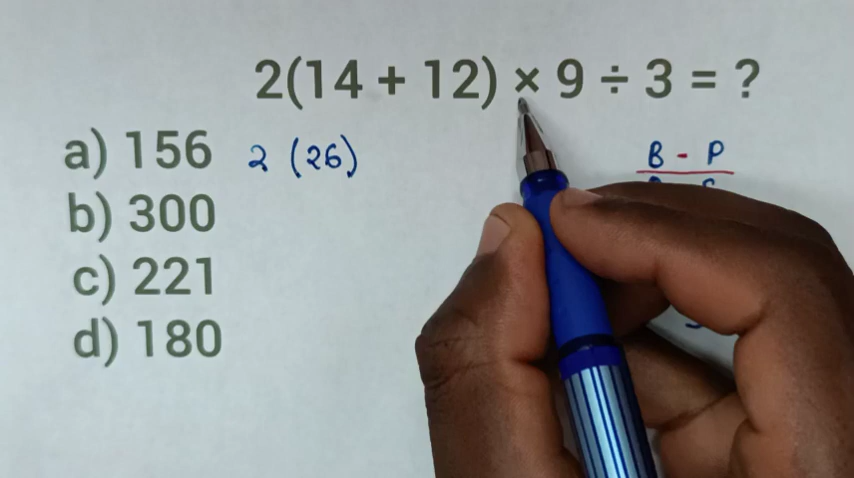 2(14 + 12) × 9 ÷ 3 = ?
a) 156
2 (26)
b) 300
c) 221
d) 180
B - P